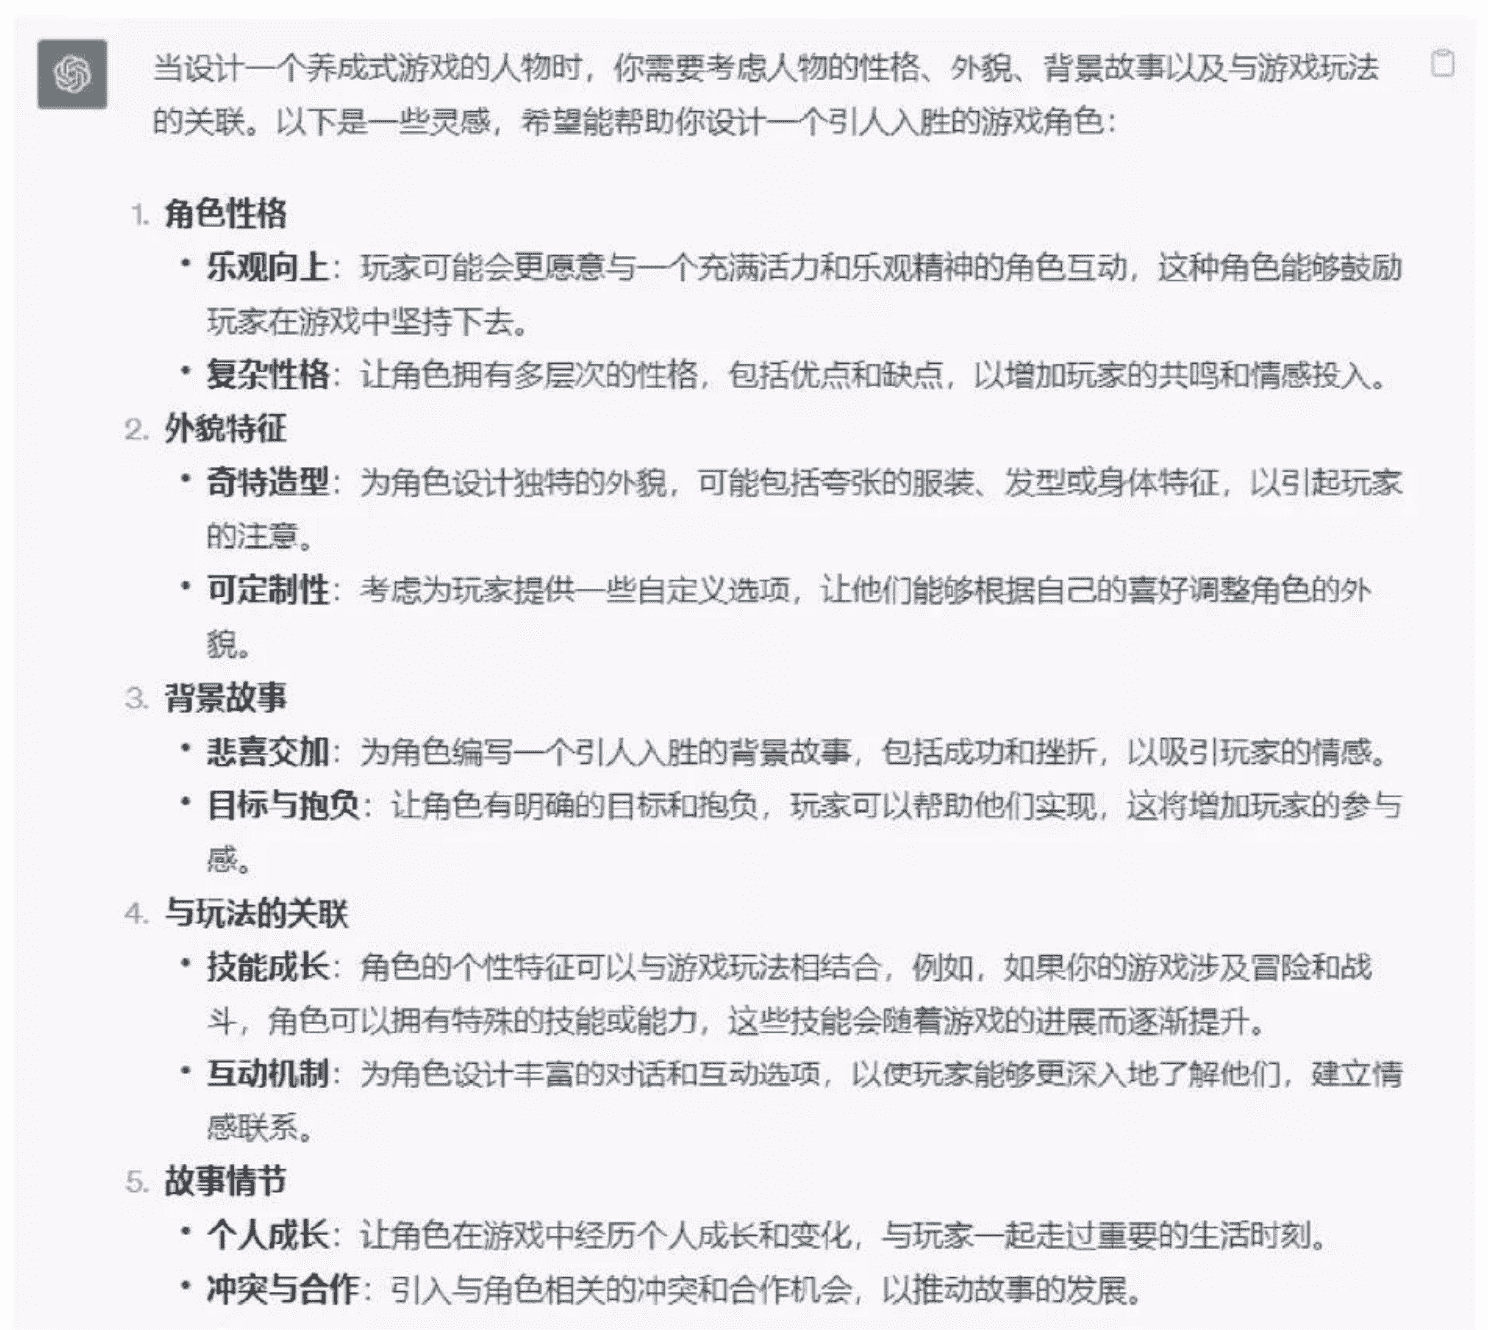 当设计一个养成式游戏的人物时，你需要考虑人物的性格、外貌、背景故事以及与游戏玩法
的关联。以下是一些灵感，希望能帮助你设计一个引人入胜的游戏角色：
1. 角色性格
• 乐观向上：玩家可能会更愿意与一个充满活力和乐观精神的角色互动，这种角色能够鼓励
玩家在游戏中坚持下去。
• 复杂性格：让角色拥有多层次的性格，包括优点和缺点，以增加玩家的共鸣和情感投入。
2. 外貌特征
• 奇特造型：为角色设计独特的外貌，可能包括夸张的服装、发型或身体特征，以引起玩家
的注意。
• 可定制性：考虑为玩家提供一些自定义选项，让他们能够根据自己的喜好调整角色的外
貌。
3. 背景故事
• 悲喜交加：为角色编写一个引人入胜的背景故事，包括成功和挫折，以吸引玩家的情感。
• 目标与抱负：让角色有明确的目标和抱负，玩家可以帮助他们实现，这将增加玩家的参与
感。
4. 与玩法的关联
• 技能成长：角色的个性特征可以与游戏玩法相结合，例如，如果你的游戏涉及冒险和战
斗，角色可以拥有特殊的技能或能力，这些技能会随着游戏的进展而逐渐提升。
• 互动机制：为角色设计丰富的对话和互动选项，以使玩家能够更深入地了解他们，建立情
感联系。
5. 故事情节
• 个人成长：让角色在游戏中经历个人成长和变化，与玩家一起走过重要的生活时刻。
• 冲突与合作：引入与角色相关的冲突和合作机会，以推动故事的发展。